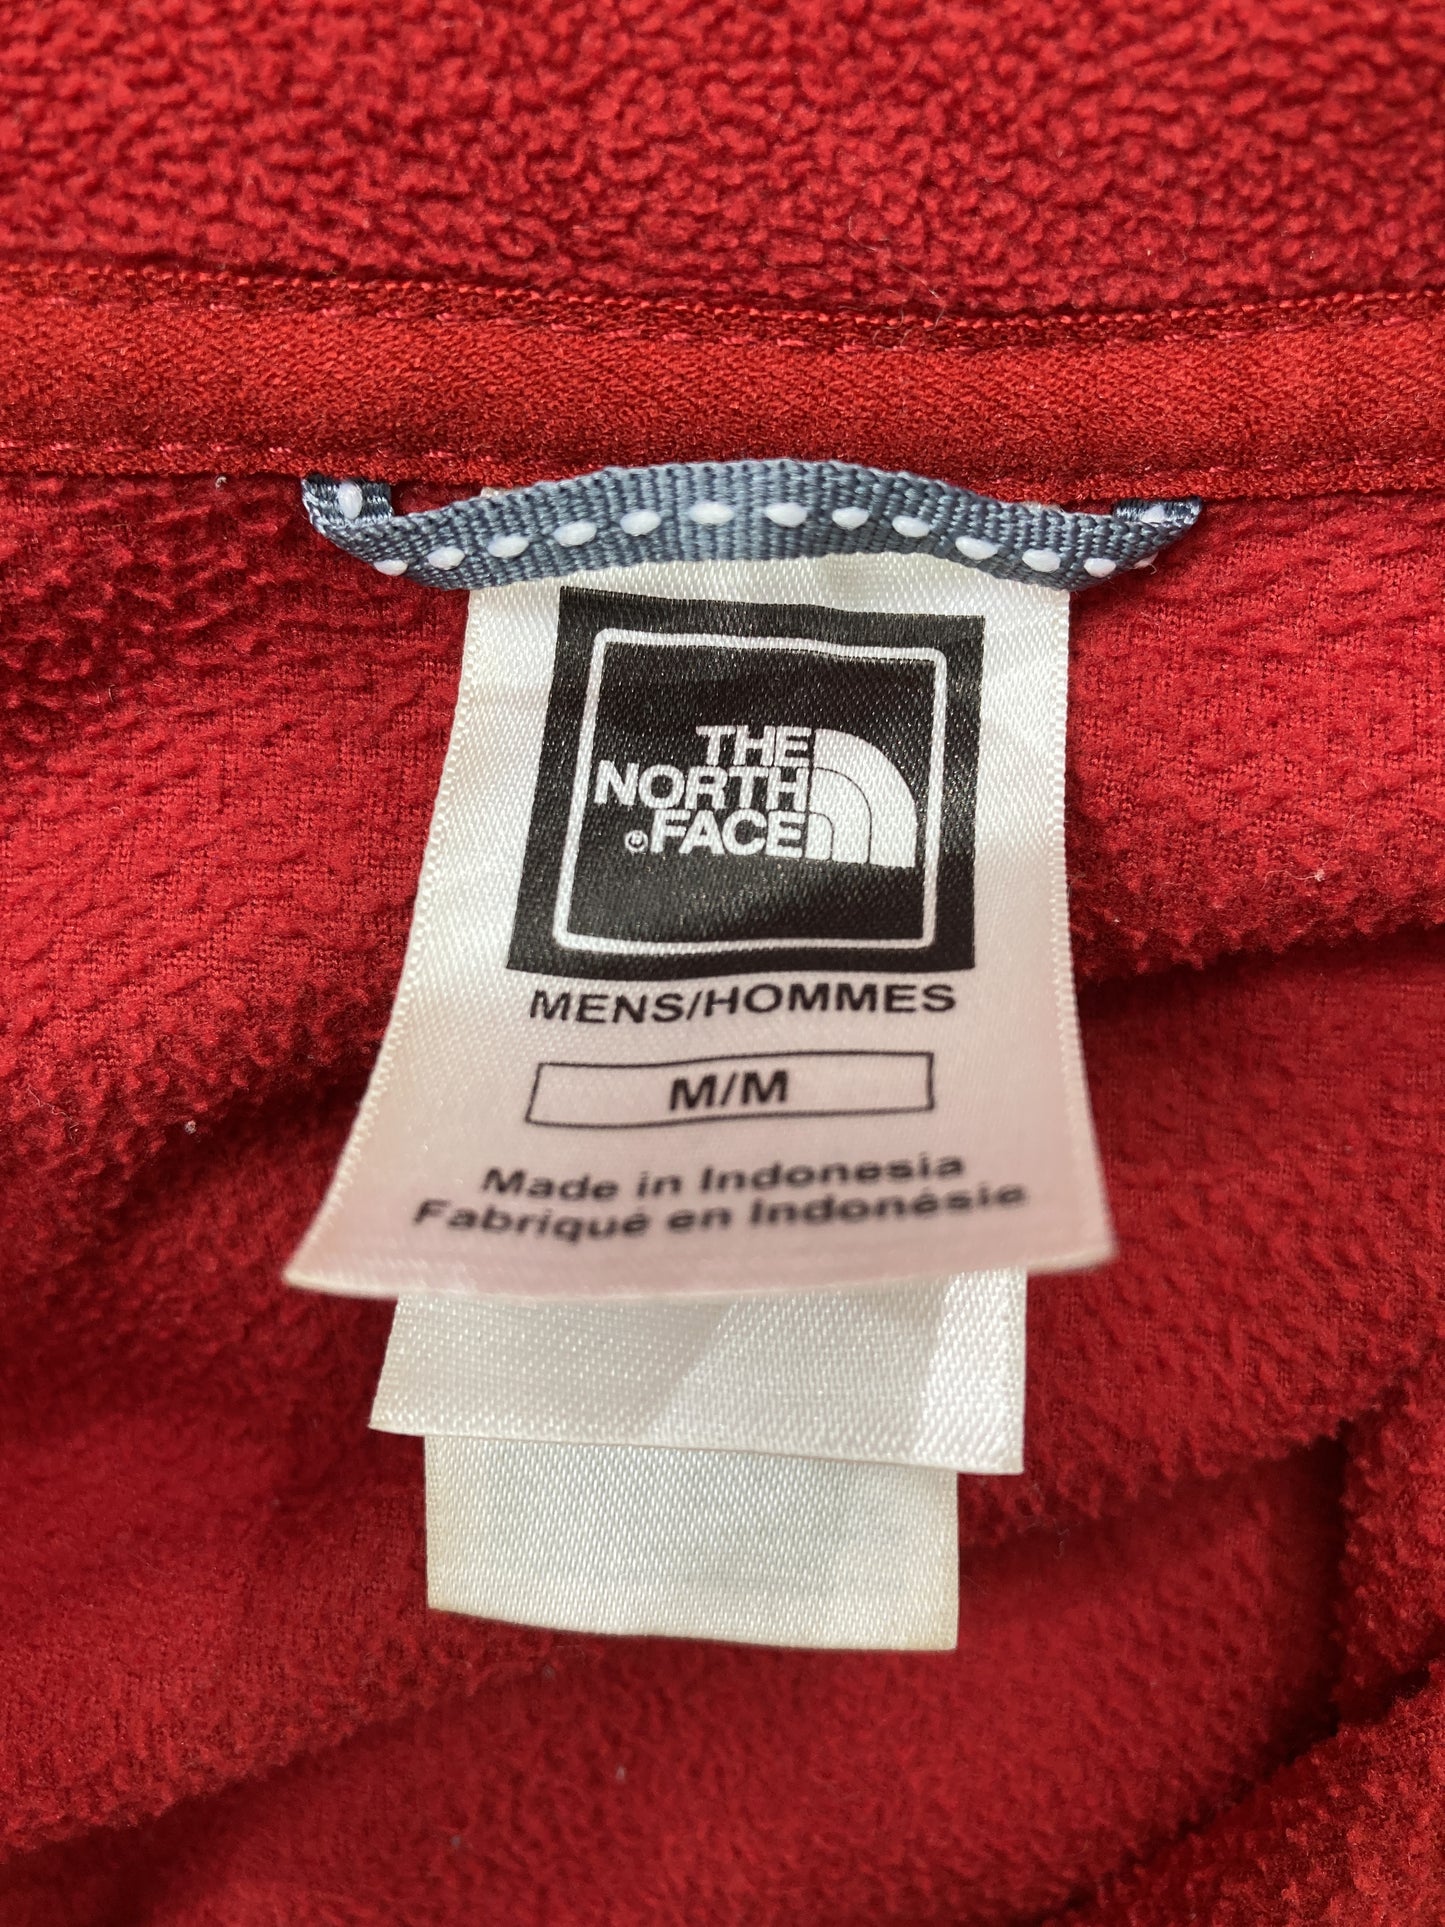 THE
NORTH
® FACE
MENS/HOMMES
M/M
Made in Indonesia
Fabriqué en Indonésie